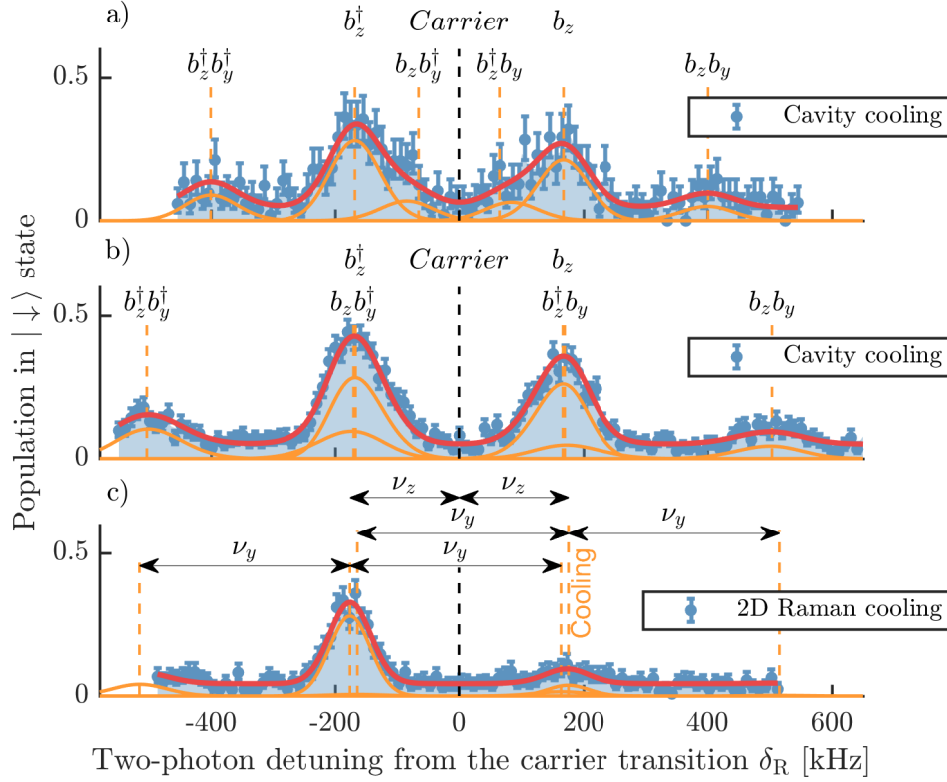 a)
b_z^† Carrier b_z
b_z^† b_y^† b_z b_y^† b_z^† b_y b_z b_y
0.5
Cavity cooling
0
b)
b_z^† Carrier b_z
b_z^† b_y^† b_z b_y^† b_z^† b_y b_z b_y
0.5
Cavity cooling
0
c)
ν_z ν_z
ν_y ν_y
ν_y ν_y
0.5
Cooling
2D Raman cooling
0
-400 -200 0 200 400 600
Two-photon detuning from the carrier transition δ_R [kHz]
Population in | ↓ ⟩ state